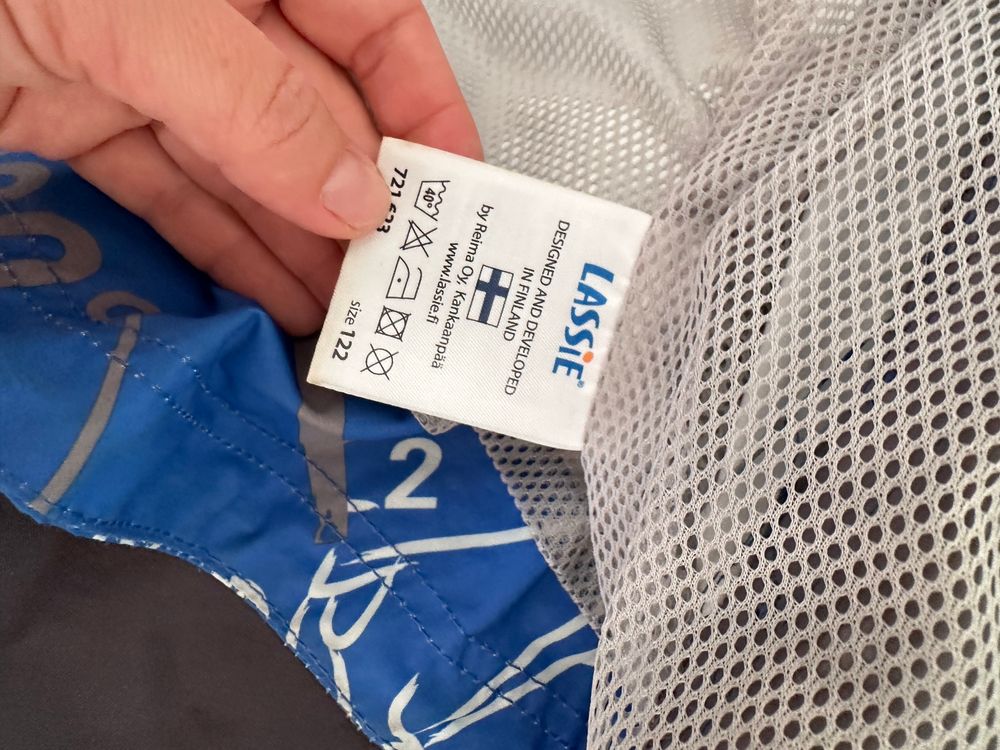 LASSiE®
DESIGNED AND DEVELOPED
IN FINLAND
by Reima Oy, Kankaanpää
www.lassie.fi
40°
size 122
2